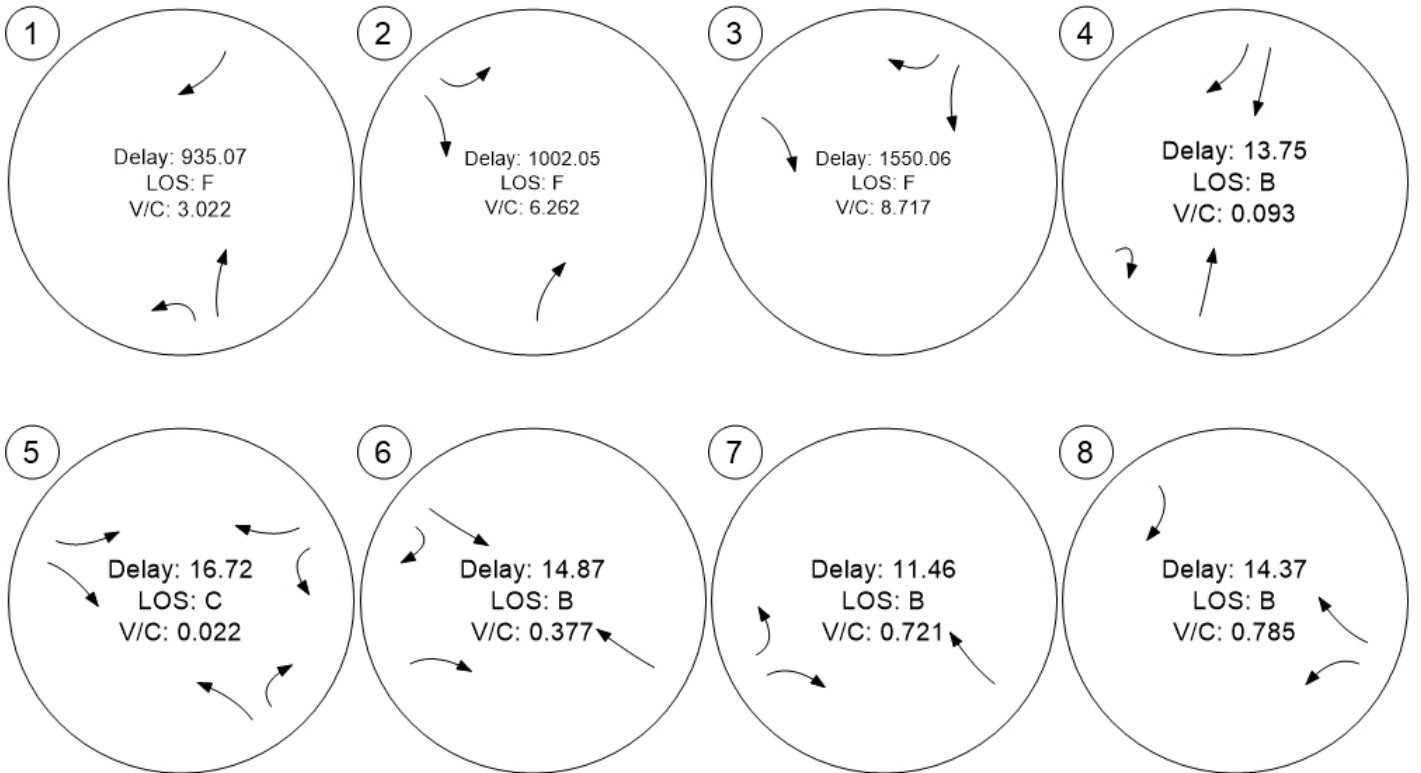 1
Delay: 935.07
LOS: F
V/C: 3.022
2
Delay: 1002.05
LOS: F
V/C: 6.262
3
Delay: 1550.06
LOS: F
V/C: 8.717
4
Delay: 13.75
LOS: B
V/C: 0.093
5
Delay: 16.72
LOS: C
V/C: 0.022
6
Delay: 14.87
LOS: B
V/C: 0.377
7
Delay: 11.46
LOS: B
V/C: 0.721
8
Delay: 14.37
LOS: B
V/C: 0.785